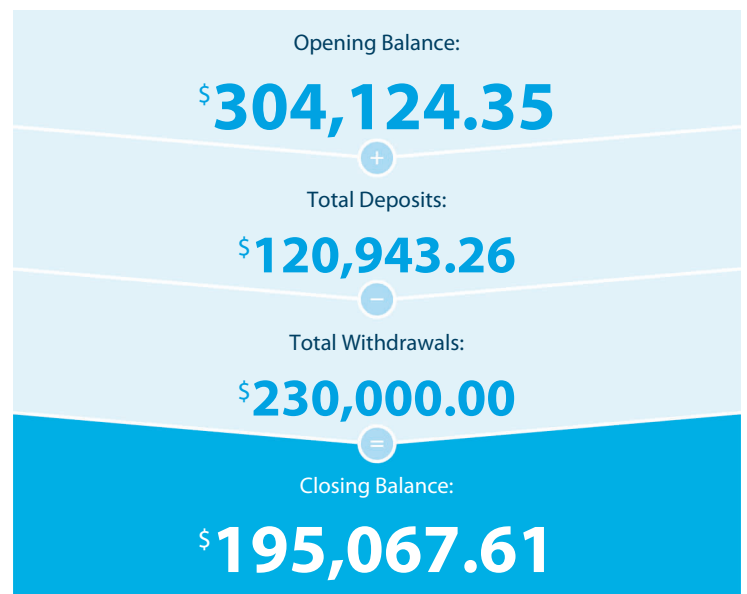 Opening Balance:
$304,124.35
+
Total Deposits:
$120,943.26
−
Total Withdrawals:
$230,000.00
=
Closing Balance:
$195,067.61